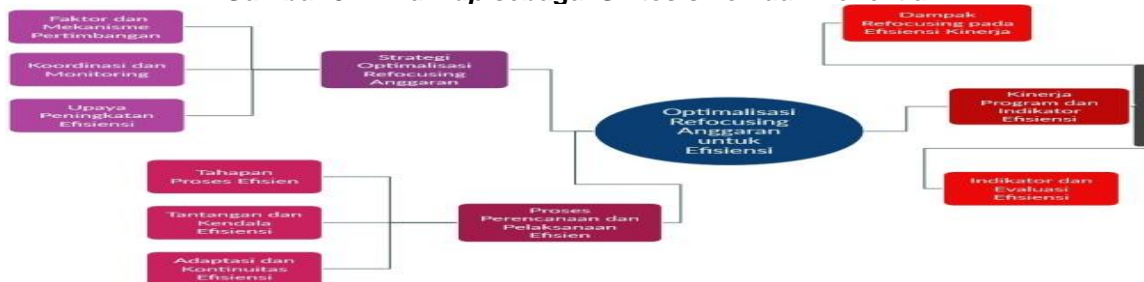 Faktor dan
Mekanisme
Pertimbangan
Koordinasi dan
Monitoring
Upaya
Peningkatan
Efisiensi
Strategi
Optimalisasi
Refocusing
Anggaran
Tahapan
Proses Efisien
Tantangan dan
Kendala
Efisiensi
Adaptasi dan
Kontinuitas
Efisiensi
Proses
Perencanaan dan
Pelaksanaan
Efisien
Optimalisasi
Refocusing
Anggaran
untuk
Efisiensi
Dampak
Refocusing pada
Efisiensi Kinerja
Kinerja
Program dan
Indikator
Efisiensi
Indikator dan
Evaluasi
Efisiensi